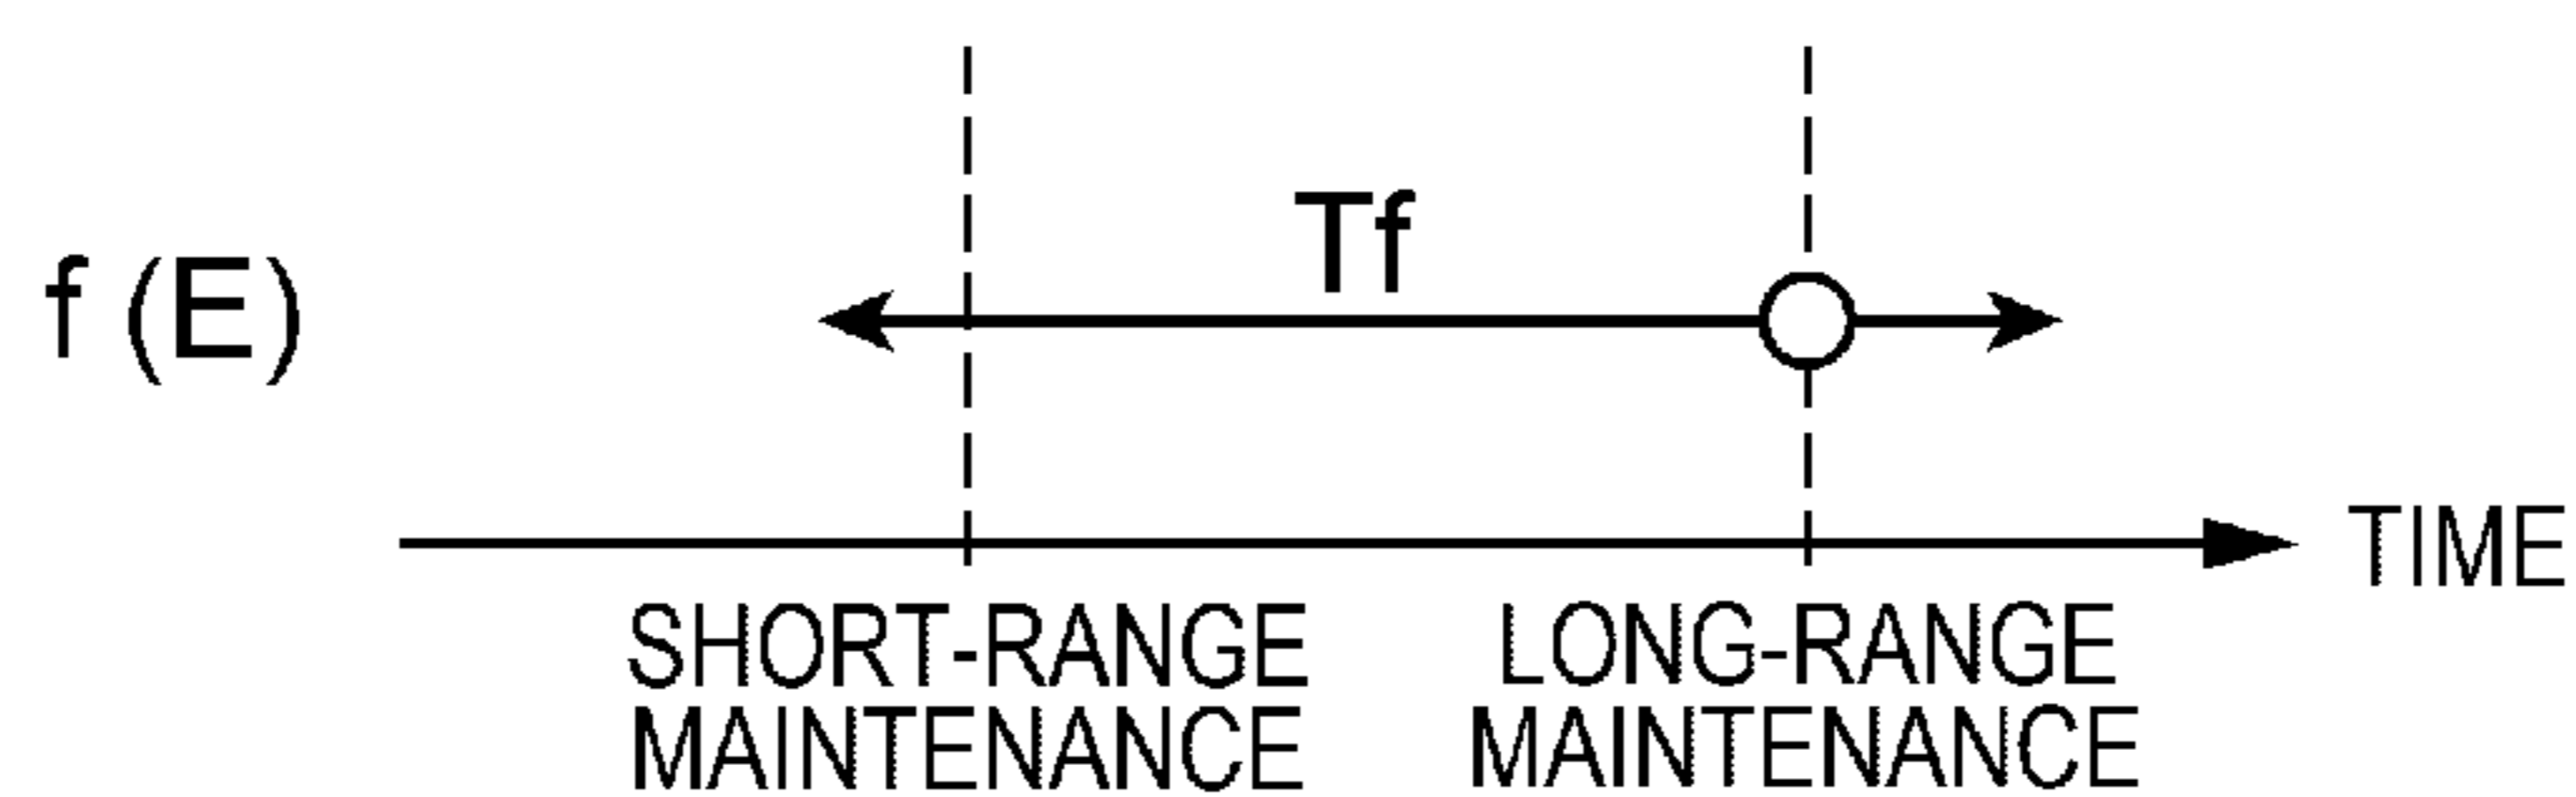 Tf
f (E)
TIME
SHORT-RANGE
MAINTENANCE
LONG-RANGE
MAINTENANCE